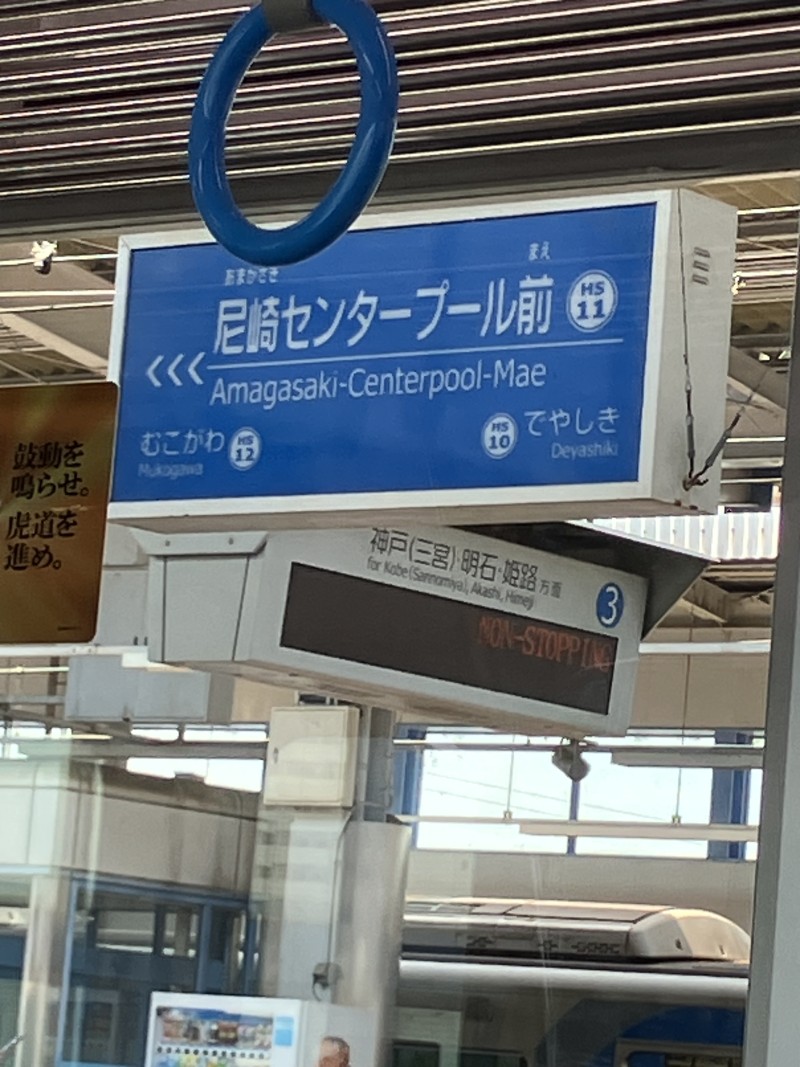 あまがさき まえ
尼崎センタープール前 HS 11
<<< Amagasaki-Centerpool-Mae
むこがわ HS 12
Mukogawa
HS 10 でやしき
Deyashiki
鼓動を
鳴らせ。
虎道を
進め。
神戸(三宮)・明石・姫路方面
for Kobe(Sannomiya), Akashi, Himeji
3
NON-STOPPING